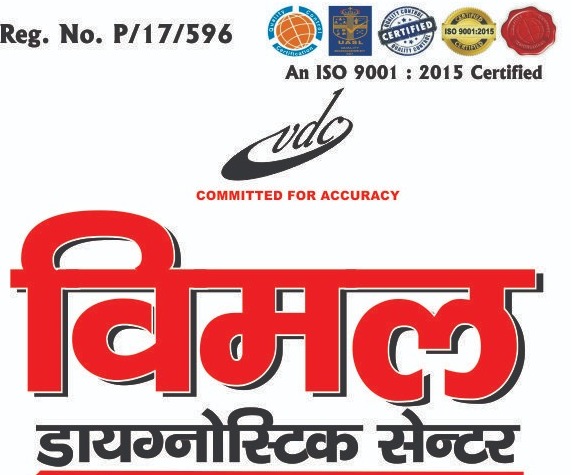 Reg. No. P/17/596
CERTIFIED
ISO 9001:2015
An ISO 9001 : 2015 Certified
vdc
COMMITTED FOR ACCURACY
विमल
डायग्नोस्टिक सेन्टर